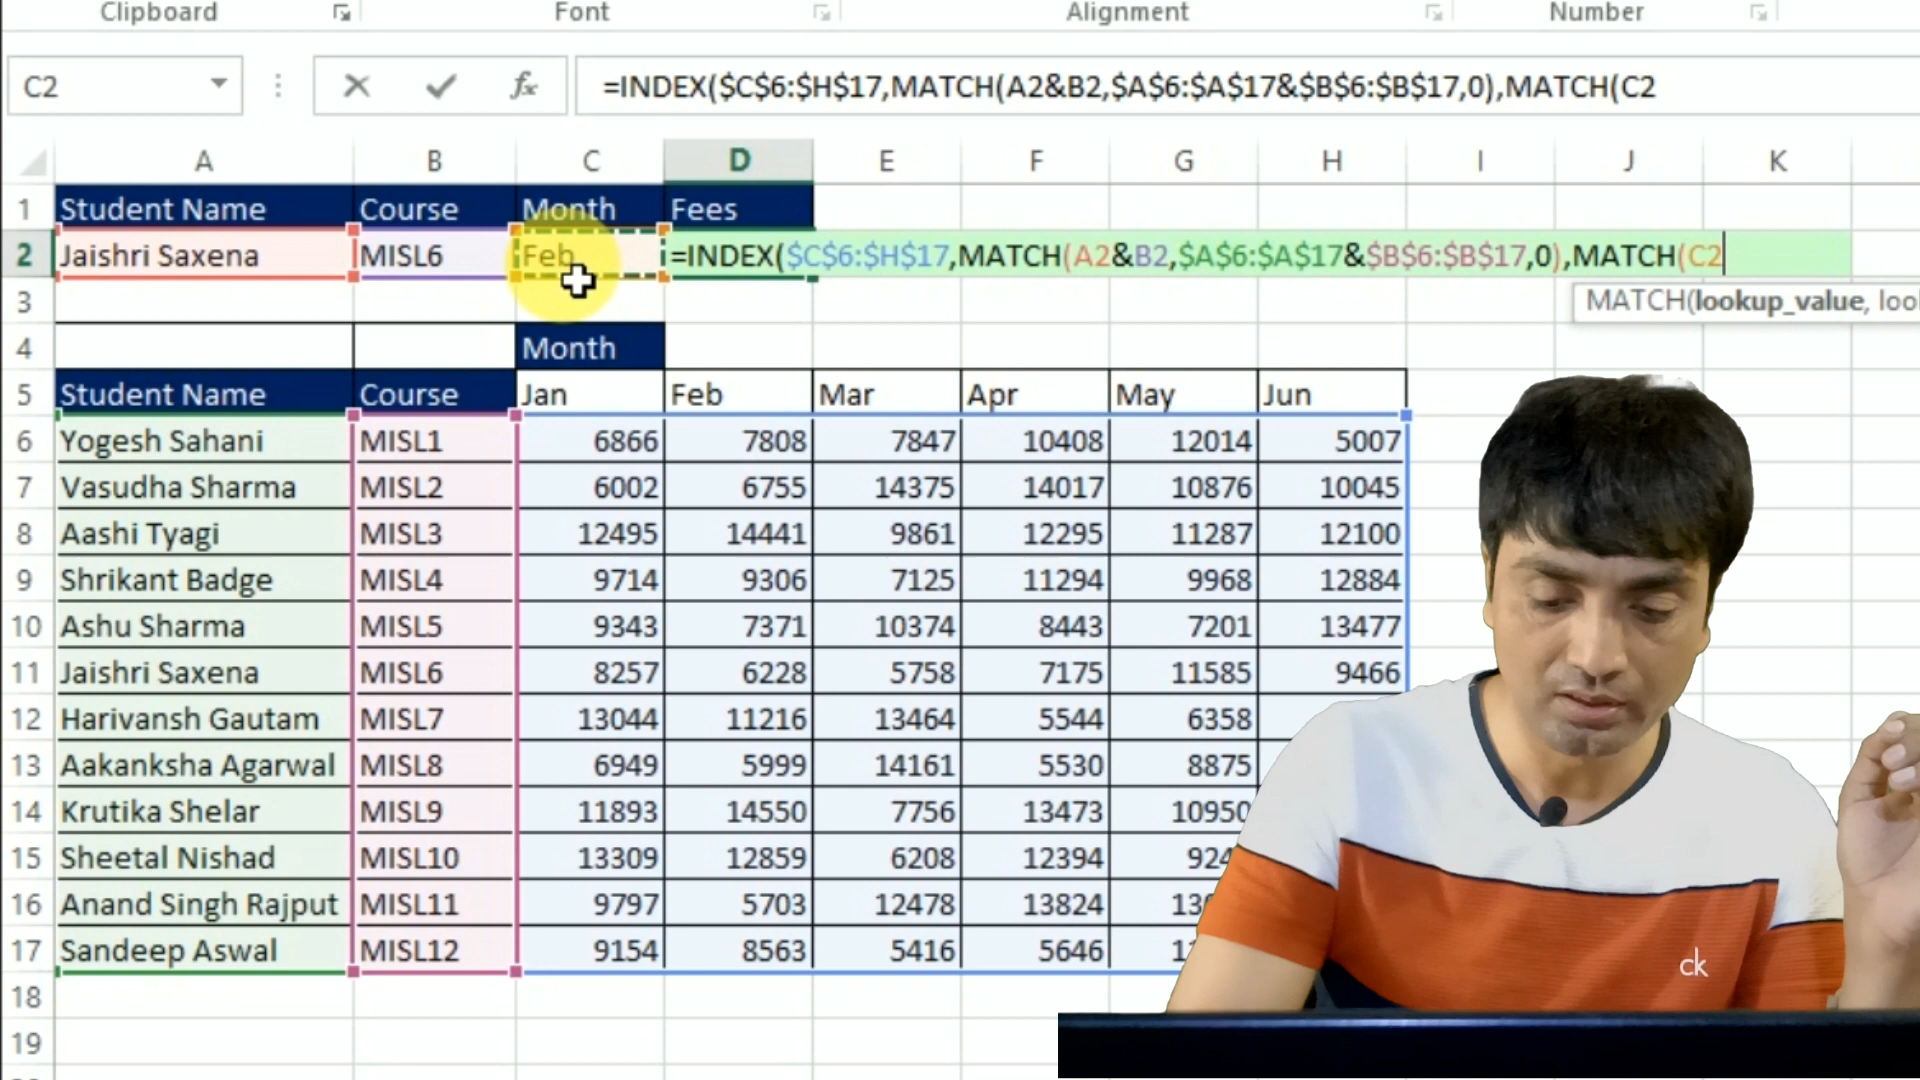 Clipboard Font Alignment Number
C2 fx =INDEX($C$6:$H$17,MATCH(A2&B2,$A$6:$A$17&$B$6:$B$17,0),MATCH(C2
A B C D E F G H I J K
1 Student Name Course Month Fees
2 Jaishri Saxena MISL6 Feb =INDEX($C$6:$H$17,MATCH(A2&B2,$A$6:$A$17&$B$6:$B$17,0),MATCH(C2
3 MATCH(lookup_value,
4 Month
5 Student Name Course Jan Feb Mar Apr May Jun
6 Yogesh Sahani MISL1 6866 7808 7847 10408 12014 5007
7 Vasudha Sharma MISL2 6002 6755 14375 14017 10876 10045
8 Aashi Tyagi MISL3 12495 14441 9861 12295 11287 12100
9 Shrikant Badge MISL4 9714 9306 7125 11294 9968 12884
10 Ashu Sharma MISL5 9343 7371 10374 8443 7201 13477
11 Jaishri Saxena MISL6 8257 6228 5758 7175 11585 9466
12 Harivansh Gautam MISL7 13044 11216 13464 5544 6358
13 Aakanksha Agarwal MISL8 6949 5999 14161 5530 8875
14 Krutika Shelar MISL9 11893 14550 7756 13473 10950
15 Sheetal Nishad MISL10 13309 12859 6208 12394
16 Anand Singh Rajput MISL11 9797 5703 12478 13824
17 Sandeep Aswal MISL12 9154 8563 5416 5646
18
19
ck